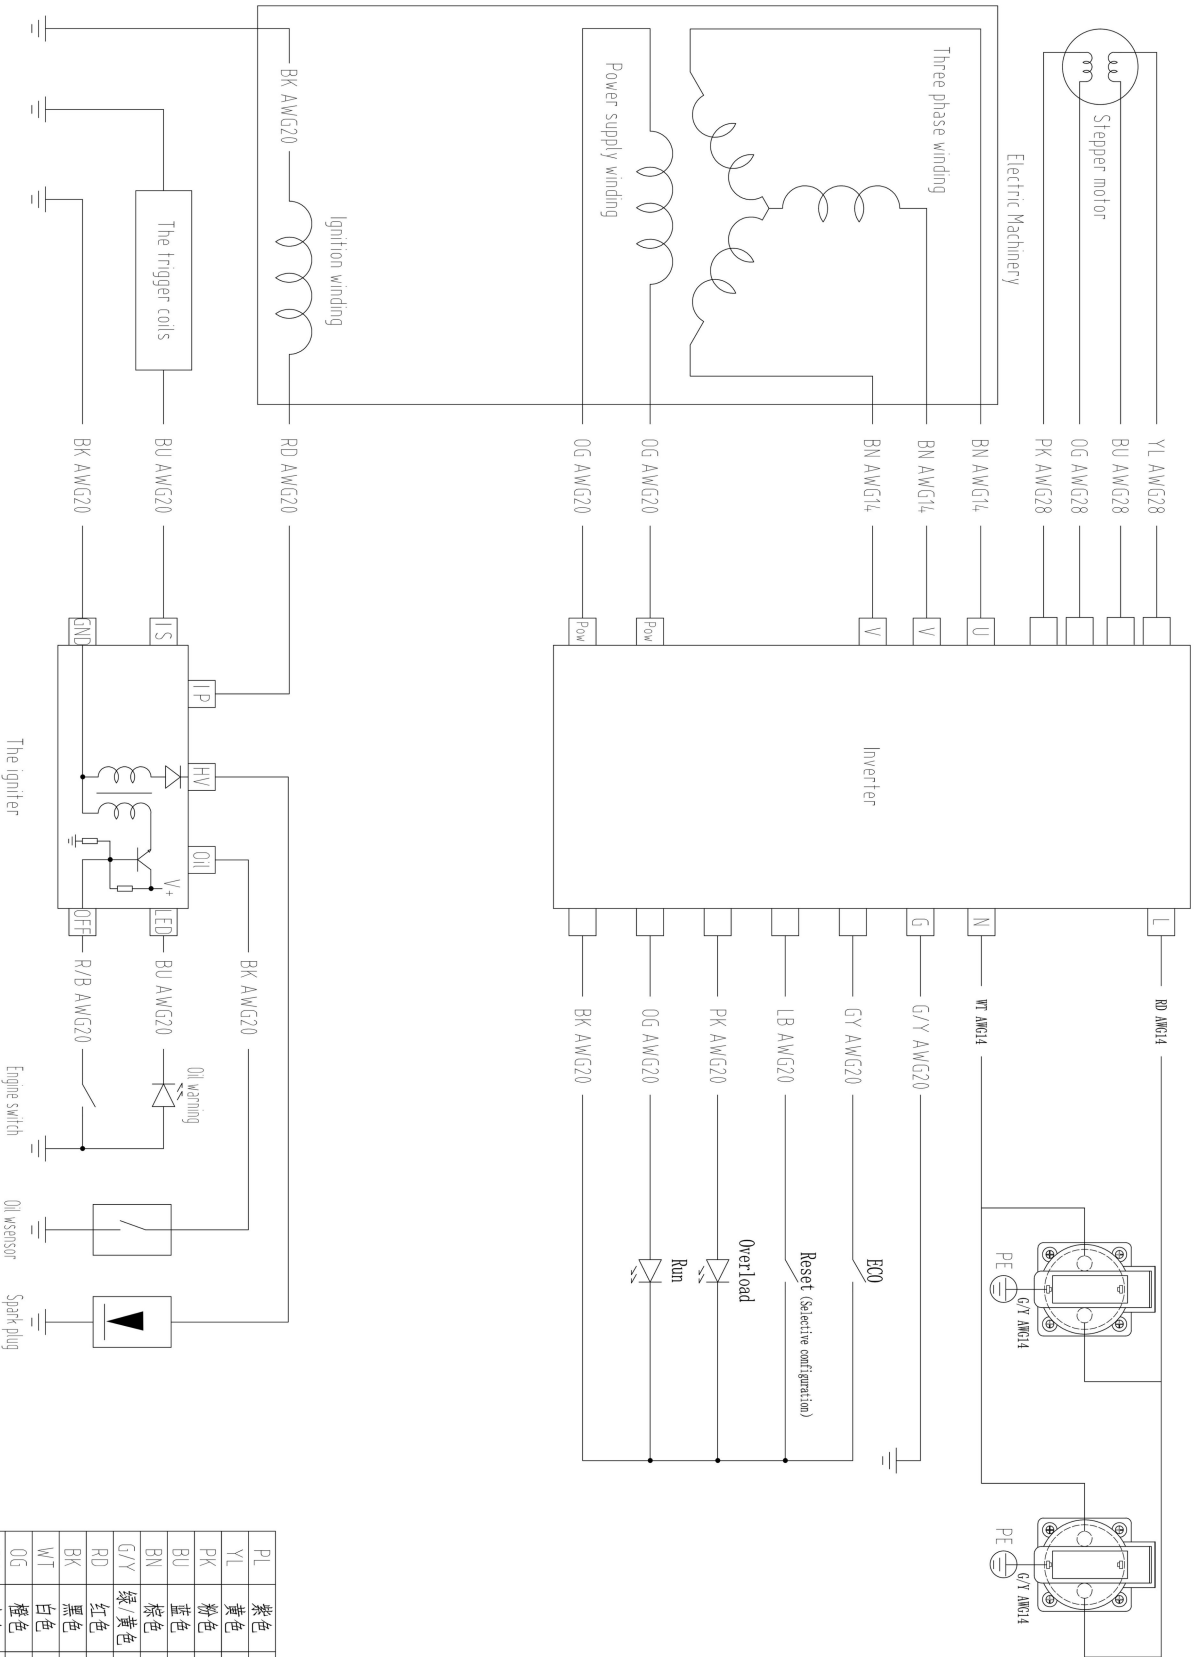 Stepper motor
Three phase winding
Electric Machinery
Power supply winding
BK AWG20
Ignition winding
The trigger coils
YL AWG28
BU AWG28
OG AWG28
PK AWG28
BN AWG14
BN AWG14
BN AWG14
OG AWG20
OG AWG20
RD AWG20
BU AWG20
BK AWG20
U
V
V
Pow
Pow
Inverter
L
N
G
RD AWG14
WT AWG14
G/Y AWG20
GY AWG20
LB AWG20
PK AWG20
OG AWG20
BK AWG20
ECO
Reset (Selective configuration)
Overload
Run
PE
G/Y AWG14
PE
G/Y AWG14
IP
HV
Oil
IS
GND
LED
OFF
V+
The igniter
BK AWG20
BU AWG20
R/B AWG20
Oil warning
Engine switch
Oil wsensor
Spark plug
PL 紫色
YL 黄色
PK 粉色
BU 蓝色
BN 棕色
G/Y 绿/黄色
RD 红色
BK 黑色
WT 白色
OG 橙色